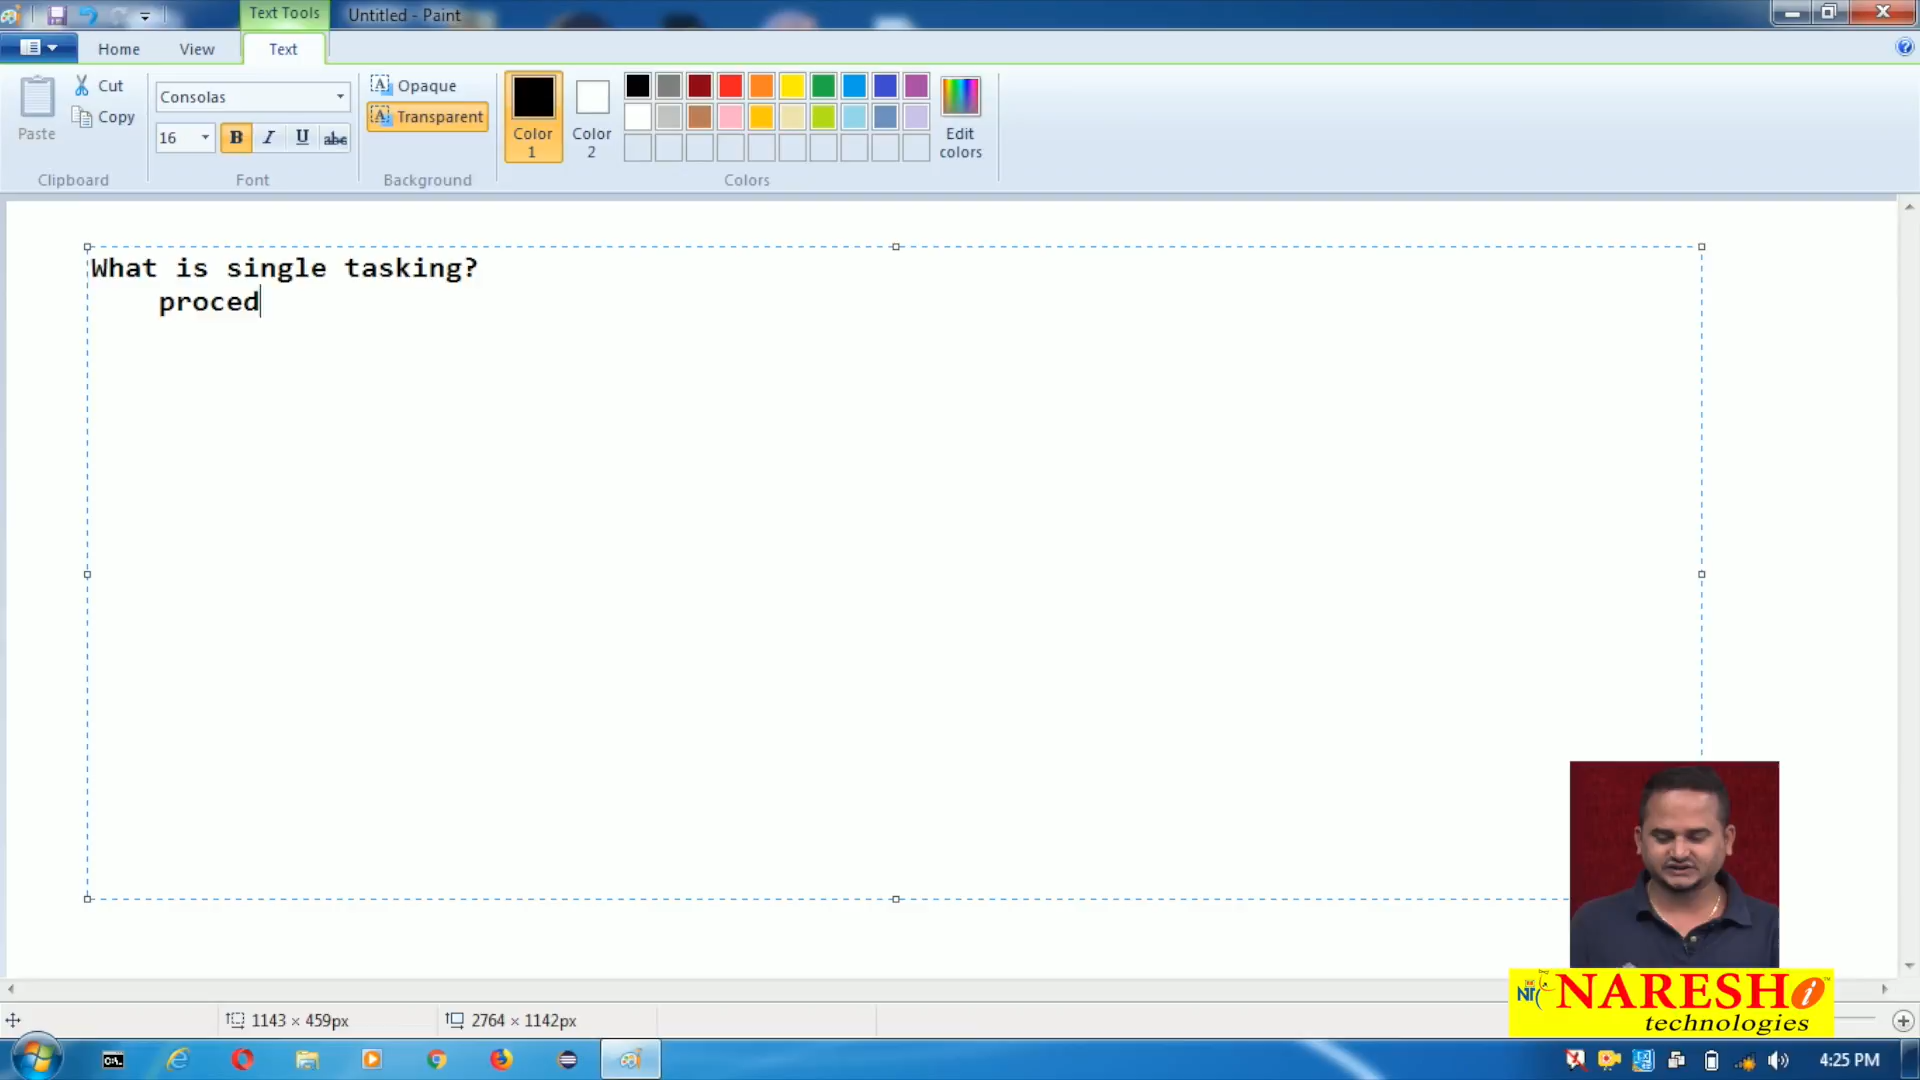 Text Tools
Untitled - Paint
Home
View
Text
Paste
Cut
Copy
Clipboard
Consolas
16
B
I
U
abc
Font
Opaque
Transparent
Background
Color
1
Color
2
Edit
colors
Colors
What is single tasking?
proced
NARESH i
technologies
1143 × 459px
2764 × 1142px
4:25 PM